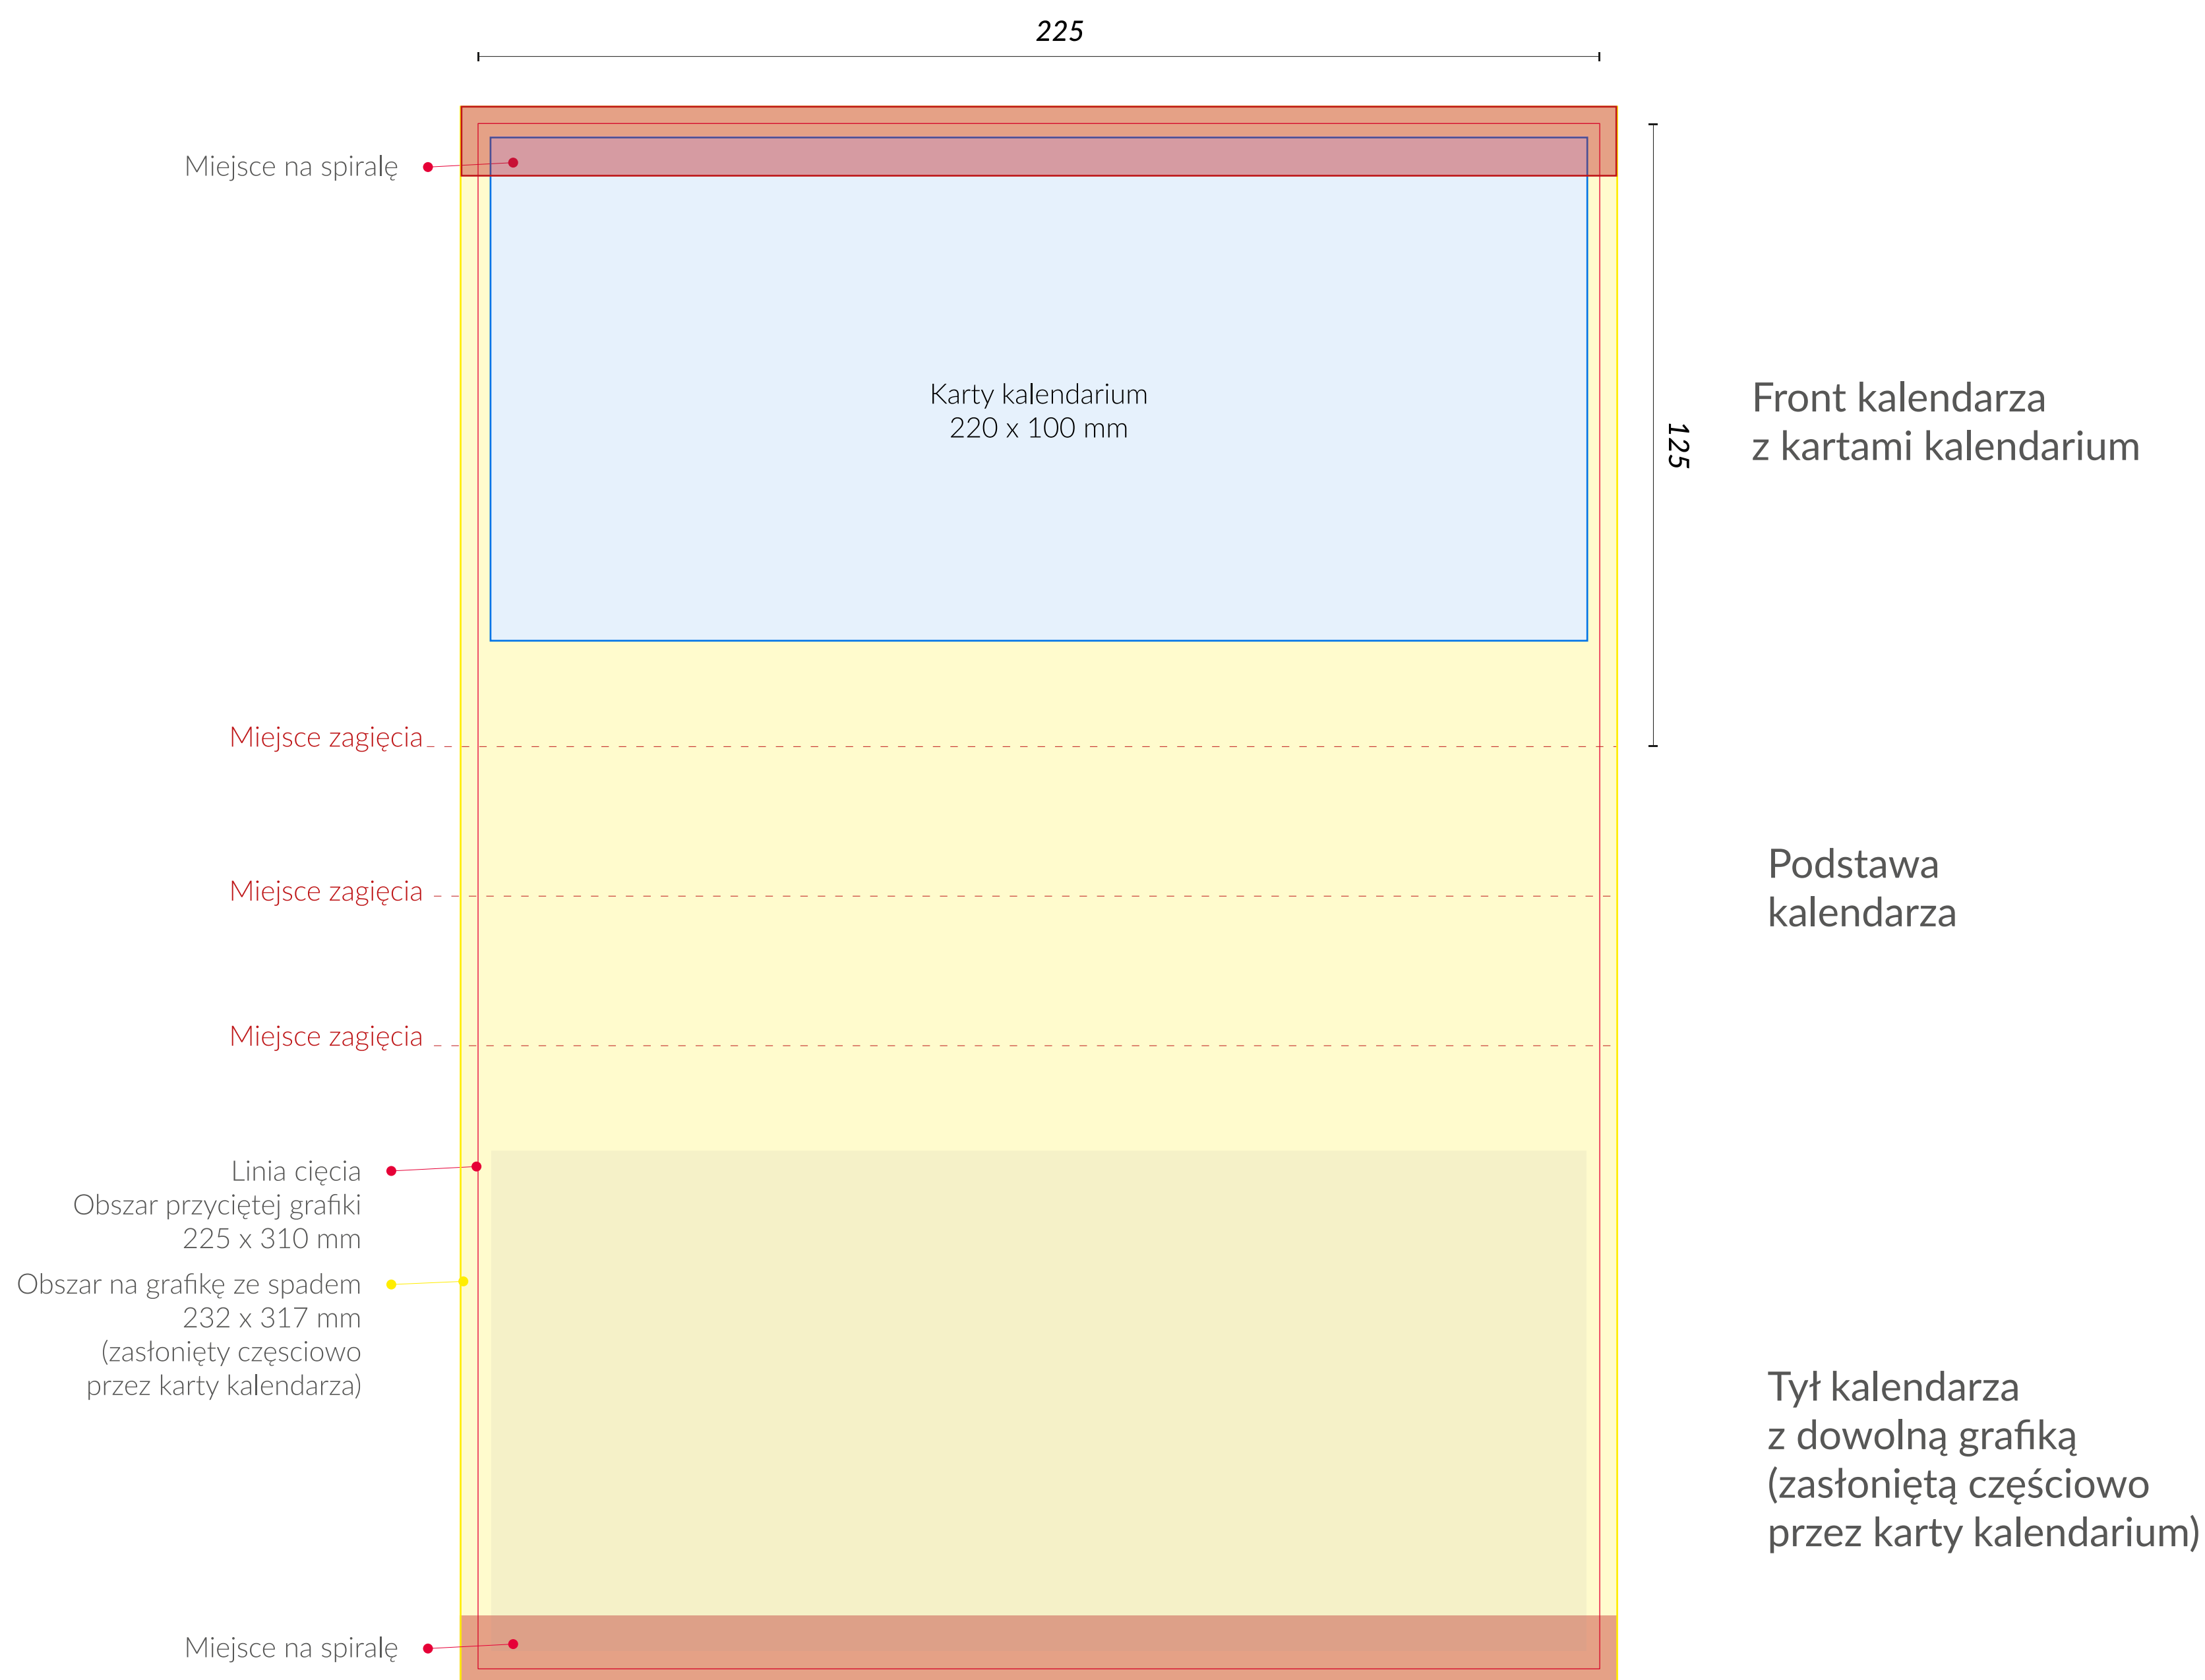 225
Miejsce na spiralę
Karty kalendarium
220 x 100 mm
125
Front kalendarza
z kartami kalendarium
Miejsce zagięcia
Podstawa
kalendarza
Miejsce zagięcia
Miejsce zagięcia
Linia cięcia
Obszar przyciętej grafiki
225 x 310 mm
Obszar na grafikę ze spadem
232 x 317 mm
(zasłonięty częsciowo
przez karty kalendarza)
Tył kalendarza
z dowolną grafiką
(zasłoniętą częściowo
przez karty kalendarium)
Miejsce na spiralę